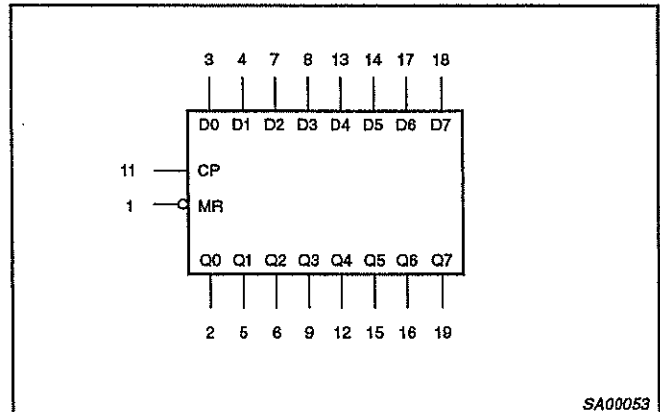 3 4 7 8 13 14 17 18
D0 D1 D2 D3 D4 D5 D6 D7
11 CP
1 MR
Q0 Q1 Q2 Q3 Q4 Q5 Q6 Q7
2 5 6 9 12 15 16 19
SA00053